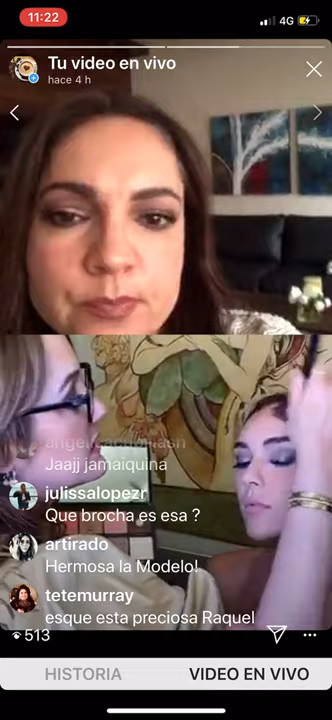 11:22
4G
Tu video en vivo
hace 4 h
Jaajj jamaiquina
julissalopezr
Que brocha es esa ?
artirado
Hermosa la Modelo!
tetemurray
esque esta preciosa Raquel
513
HISTORIA
VIDEO EN VIVO